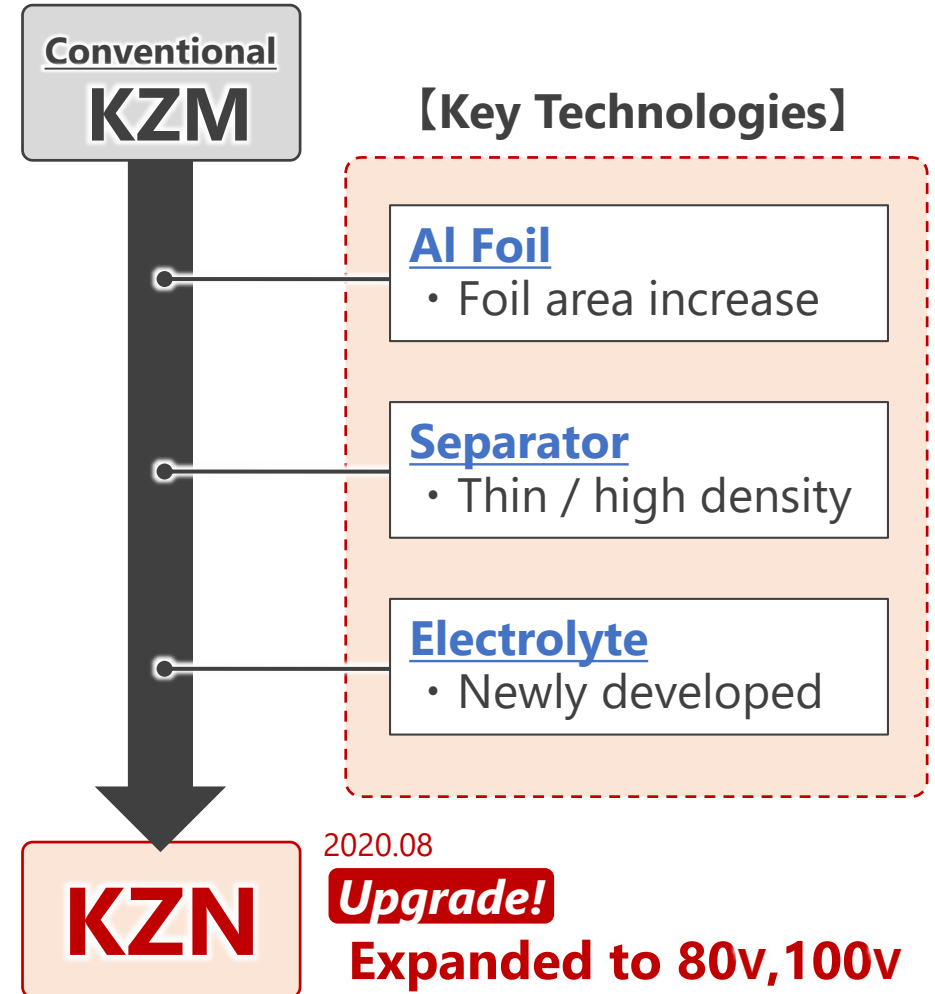 Conventional
KZM
【Key Technologies】
Al Foil
・Foil area increase
Separator
・Thin / high density
Electrolyte
・Newly developed
2020.08
Upgrade!
KZN
Expanded to 80V,100V